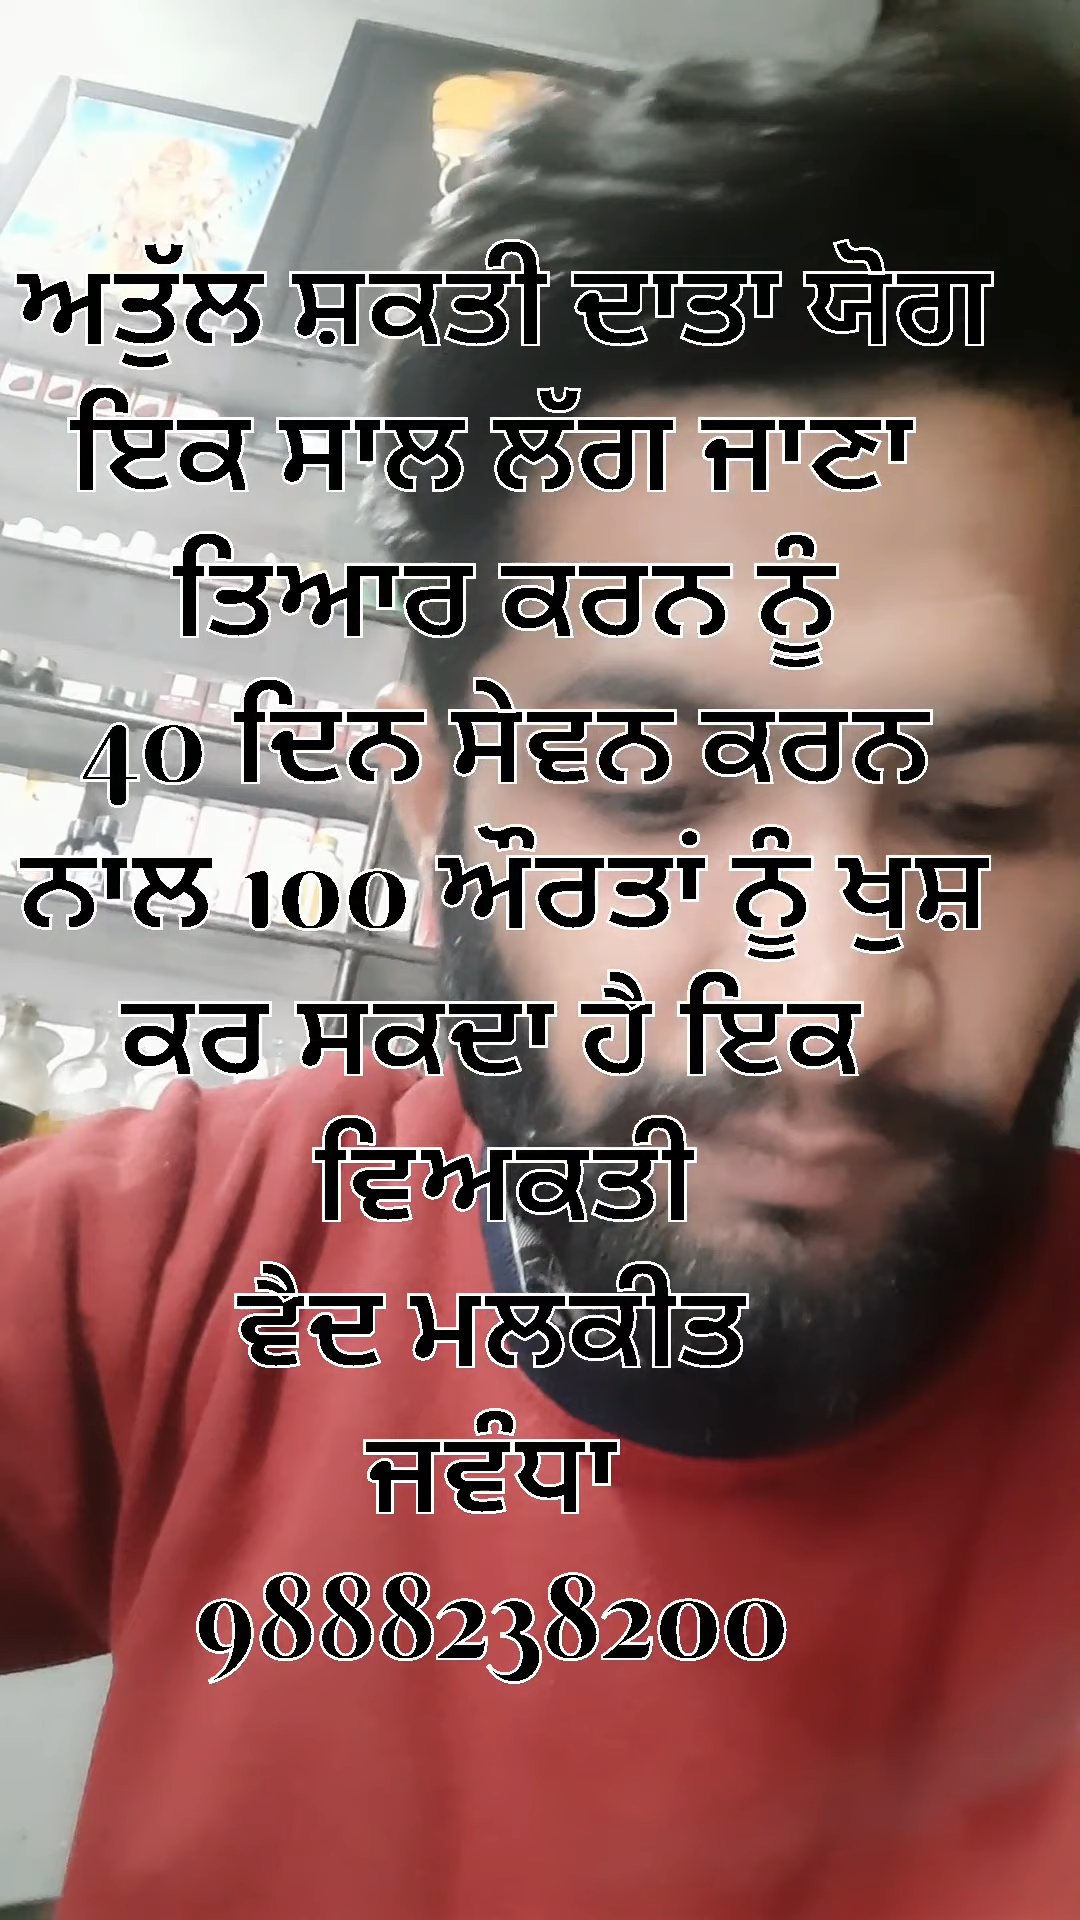 ਅਤੁੱਲ ਸ਼ਕਤੀ ਦਾਤਾ ਯੋਗ
ਇਕ ਸਾਲ ਲੱਗ ਜਾਣਾ
ਤਿਆਰ ਕਰਨ ਨੂੰ
40 ਦਿਨ ਸੇਵਨ ਕਰਨ
ਨਾਲ 100 ਔਰਤਾਂ ਨੂੰ ਖੁਸ਼
ਕਰ ਸਕਦਾ ਹੈ ਇਕ
ਵਿਅਕਤੀ
ਵੈਦ ਮਲਕੀਤ
ਜਵੰਧਾ
9888238200